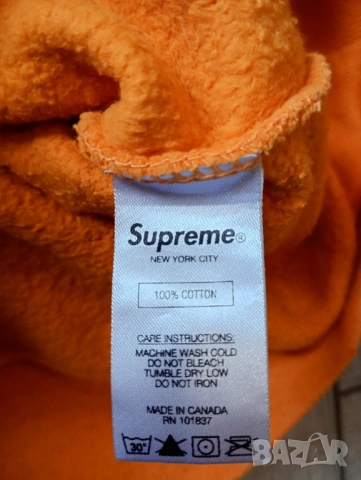 Supreme®
NEW YORK CITY
100% COTTON
CARE INSTRUCTIONS:
MACHINE WASH COLD
DO NOT BLEACH
TUMBLE DRY LOW
DO NOT IRON
MADE IN CANADA
RN 101837
30°
BAZAR